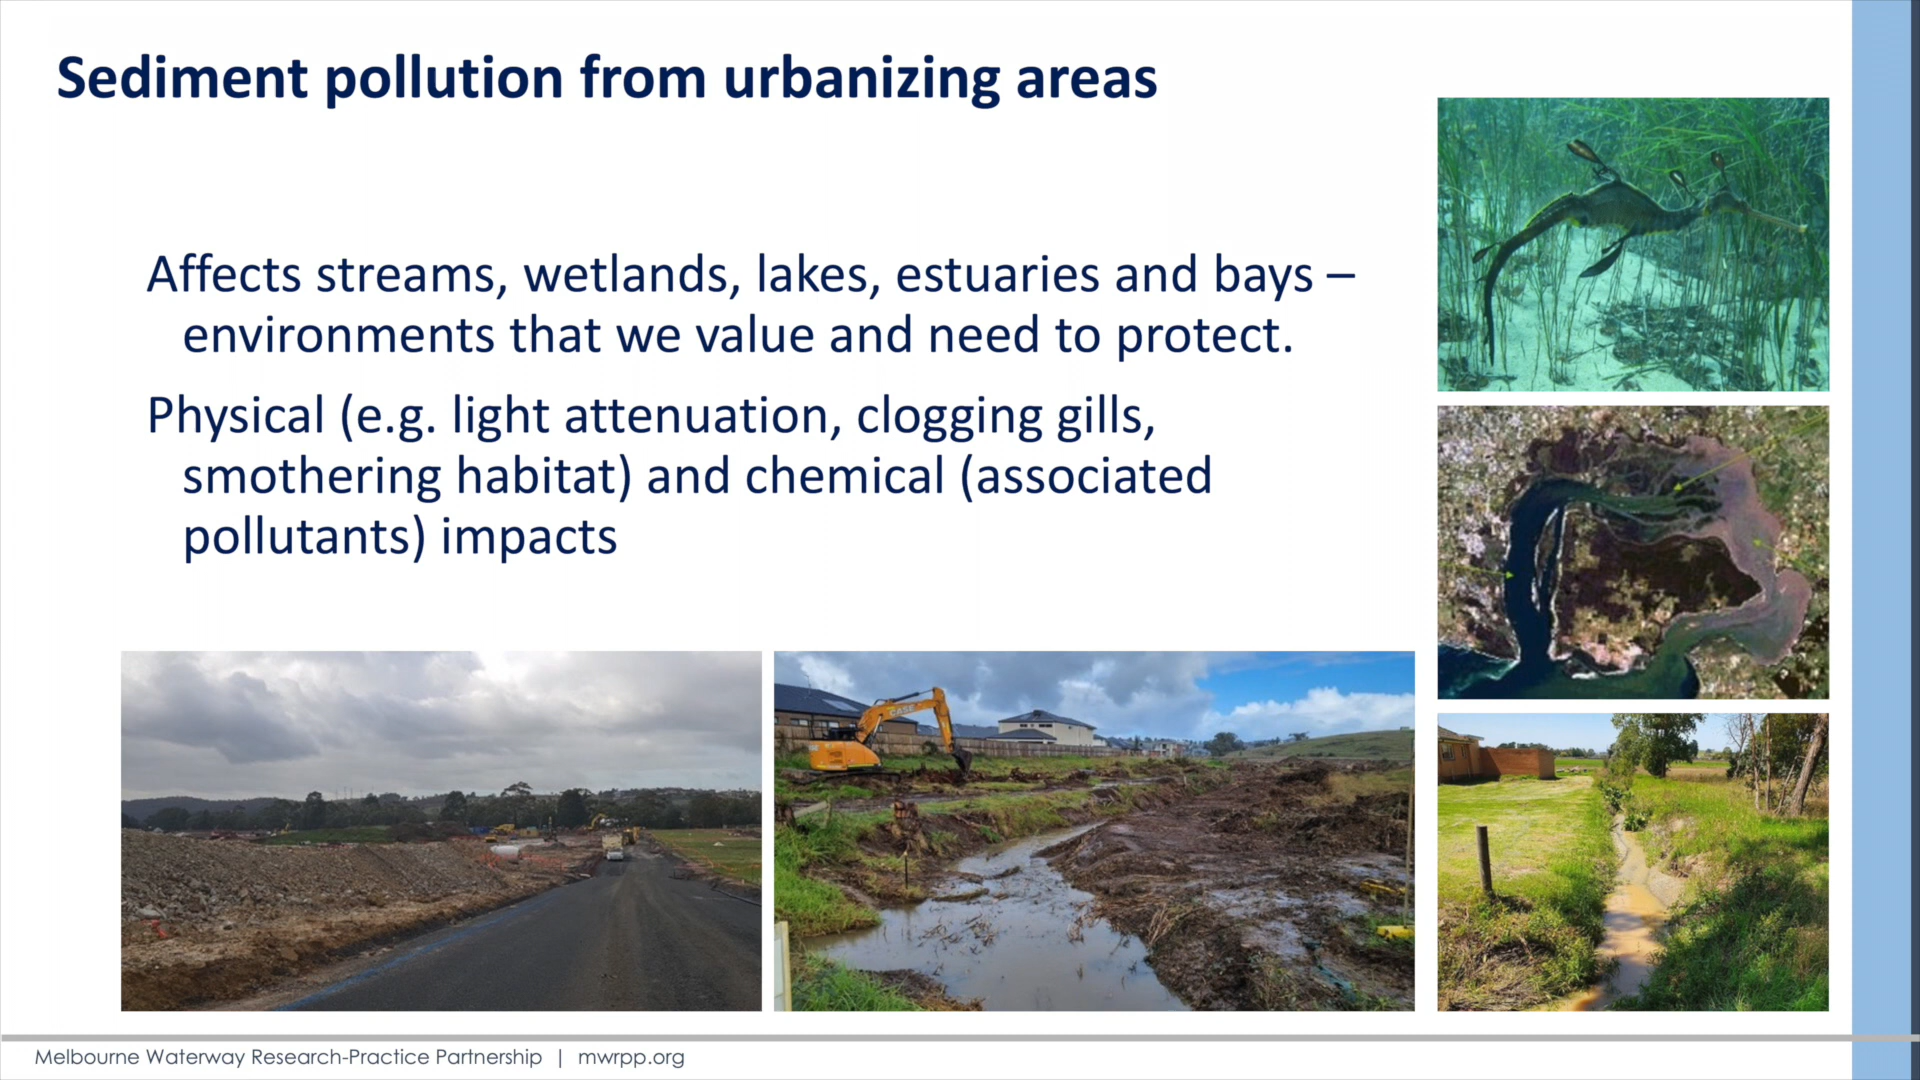 Sediment pollution from urbanizing areas
Affects streams, wetlands, lakes, estuaries and bays –
environments that we value and need to protect.
Physical (e.g. light attenuation, clogging gills,
smothering habitat) and chemical (associated
pollutants) impacts
CASE
Melbourne Waterway Research-Practice Partnership | mwrpp.org